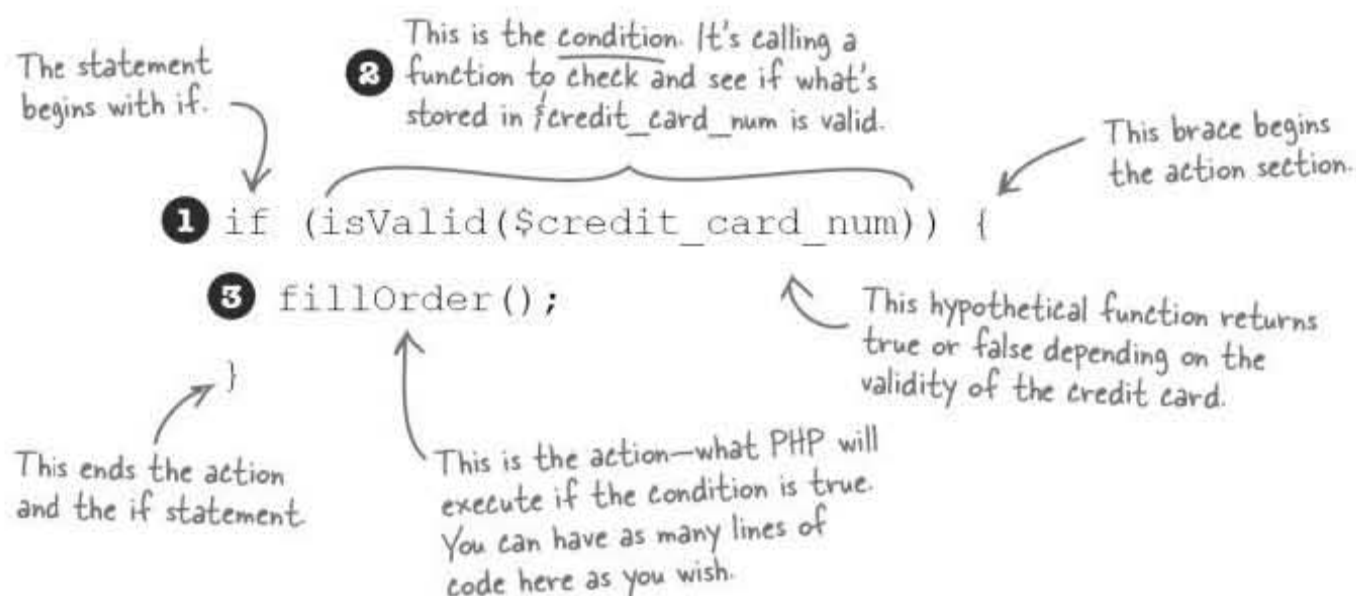 The statement
begins with if.
2
This is the condition. It's calling a
function to check and see if what's
stored in $credit_card_num is valid.
This brace begins
the action section.
1 if (isValid($credit_card_num)) {
3 fillOrder();
}
This hypothetical function returns
true or false depending on the
validity of the credit card.
This ends the action
and the if statement.
This is the action—what PHP will
execute if the condition is true.
You can have as many lines of
code here as you wish.